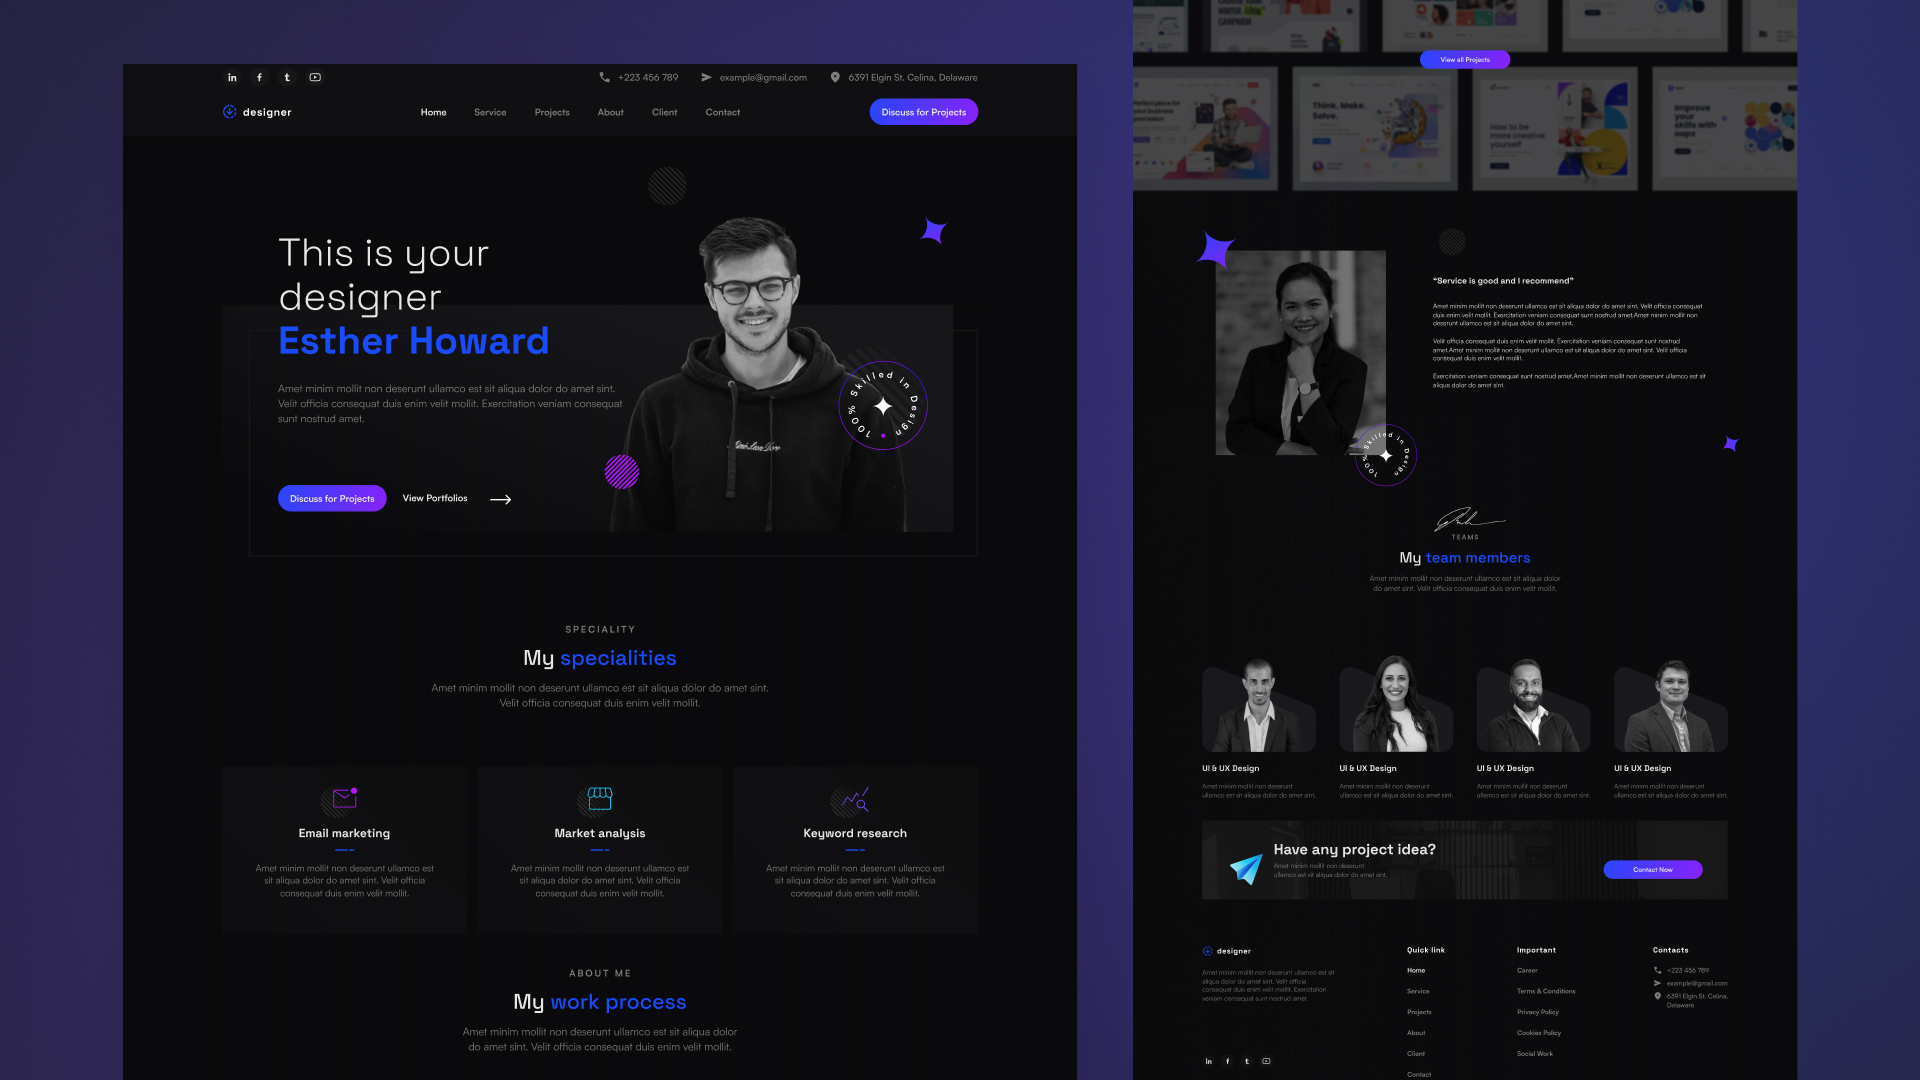 +223 456 789
example@gmail.com
6391 Elgin St. Celina, Delaware
designer
Home
Service
Projects
About
Client
Contact
Discuss for Projects
This is your
designer
Esther Howard
Amet minim mollit non deserunt ullamco est sit aliqua dolor do amet sint.
Velit officia consequat duis enim velit mollit. Exercitation veniam consequat
sunt nostrud amet.
Discuss for Projects
View Portfolios
100% Skilled in Design
SPECIALITY
My specialities
Amet minim mollit non deserunt ullamco est sit aliqua dolor do amet sint.
Velit officia consequat duis enim velit mollit.
Email marketing
Amet minim mollit non deserunt ullamco est
sit aliqua dolor do amet sint. Velit officia
consequat duis enim velit mollit.
Market analysis
Amet minim mollit non deserunt ullamco est
sit aliqua dolor do amet sint. Velit officia
consequat duis enim velit mollit.
Keyword research
Amet minim mollit non deserunt ullamco est
sit aliqua dolor do amet sint. Velit officia
consequat duis enim velit mollit.
ABOUT ME
My work process
Amet minim mollit non deserunt ullamco est sit aliqua dolor
do amet sint. Velit officia consequat duis enim velit mollit.
CAMPAIGN
View all Projects
Perfect place for
your business
promotion
Think. Make.
Solve.
How to be
more creative
yourself
Improve
your
skills with
“Service is good and I recommend”
Amet minim mollit non deserunt ullamco est sit aliqua dolor do amet sint. Velit officia consequat
duis enim velit mollit. Exercitation veniam consequat sunt nostrud amet.Amet minim mollit non
deserunt ullamco est sit aliqua dolor do amet sint.
Velit officia consequat duis enim velit mollit. Exercitation veniam consequat sunt nostrud
amet.Amet minim mollit non deserunt ullamco est sit aliqua dolor do amet sint. Velit officia
consequat duis enim velit mollit.
Exercitation veniam consequat sunt nostrud amet.Amet minim mollit non deserunt ullamco est sit
aliqua dolor do amet sint.
100% Skilled in Design
TEAMS
My team members
Amet minim mollit non deserunt ullamco est sit aliqua dolor
do amet sint. Velit officia consequat duis enim velit mollit.
UI & UX Design
Amet minim mollit non deserunt
ullamco est sit aliqua dolor do amet sint.
UI & UX Design
Amet minim mollit non deserunt
ullamco est sit aliqua dolor do amet sint.
UI & UX Design
Amet minim mollit non deserunt
ullamco est sit aliqua dolor do amet sint.
UI & UX Design
Amet minim mollit non deserunt
ullamco est sit aliqua dolor do amet sint.
Have any project idea?
Amet minim mollit non deserunt
ullamco est sit aliqua dolor do amet sint.
Contact Now
designer
Amet minim mollit non deserunt ullamco est sit
aliqua dolor do amet sint. Velit officia
consequat duis enim velit mollit. Exercitation
veniam consequat sunt nostrud amet.
Quick link
Home
Service
Projects
About
Client
Contact
Important
Career
Terms & Conditions
Privacy Policy
Cookies Policy
Social Work
Contacts
+223 456 789
example@gmail.com
6391 Elgin St. Celina,
Delaware